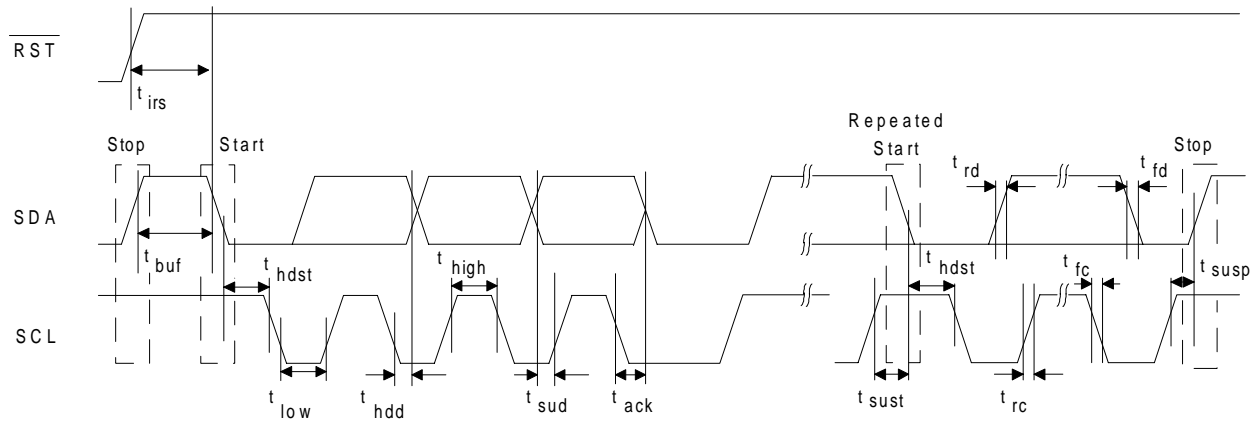 RST
t irs
Stop
Start
Repeated
Start
Stop
t rd
t fd
SDA
t buf
t hdst
t high
t hdst
t fc
t susp
SCL
t low
t hdd
t sud
t ack
t sust
t rc